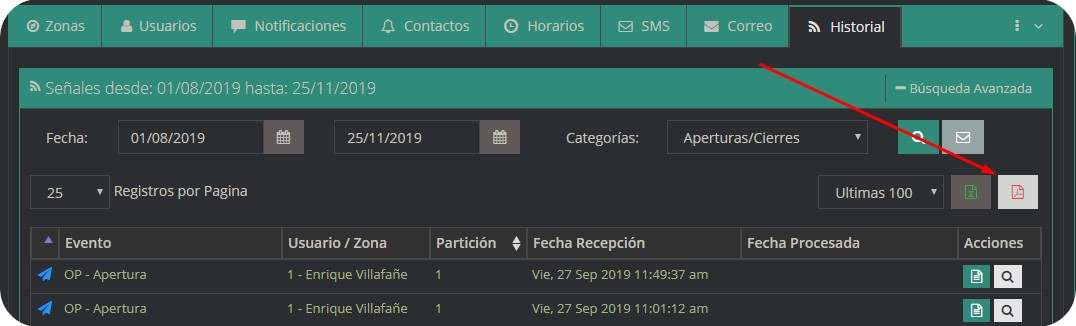 Zonas Usuarios Notificaciones Contactos Horarios SMS Correo Historial
Señales desde: 01/08/2019 hasta: 25/11/2019 Búsqueda Avanzada
Fecha: 01/08/2019 25/11/2019 Categorías: Aperturas/Cierres
25 Registros por Pagina Ultimas 100
Evento Usuario / Zona Partición Fecha Recepción Fecha Procesada Acciones
OP - Apertura 1 - Enrique Villafañe 1 Vie, 27 Sep 2019 11:49:37 am
OP - Apertura 1 - Enrique Villafañe 1 Vie, 27 Sep 2019 11:01:12 am